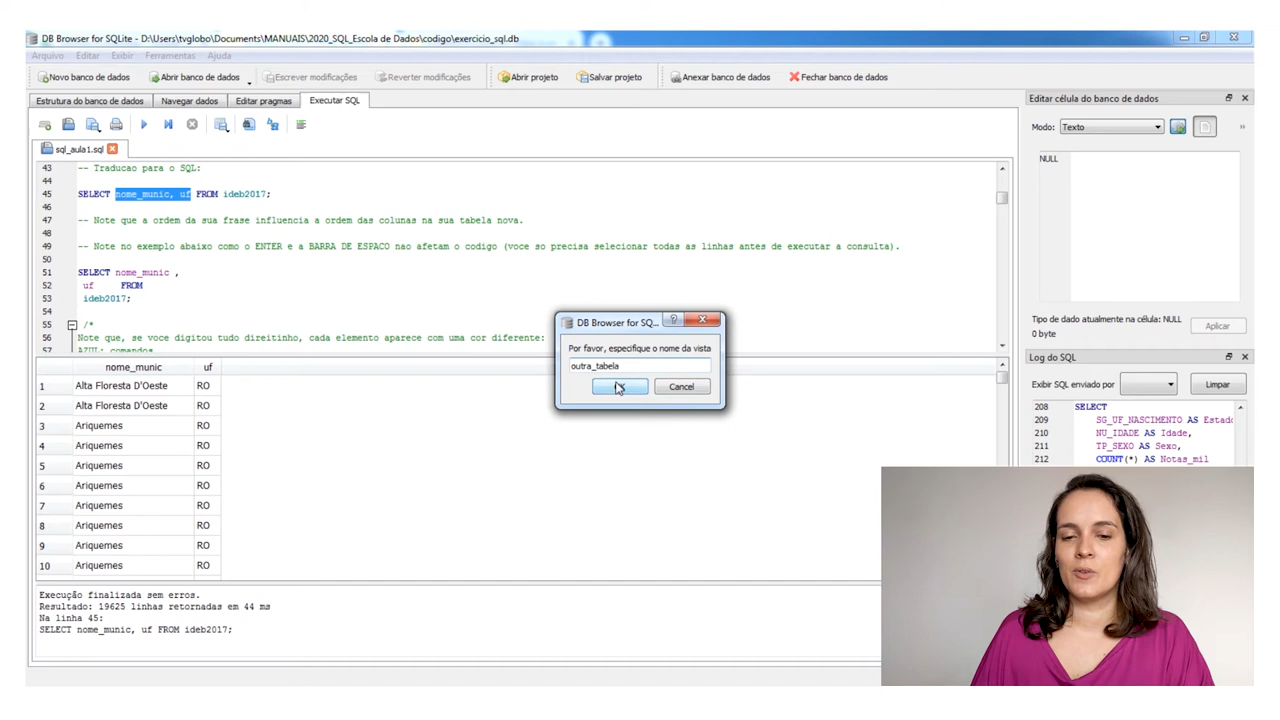 DB Browser for SQLite - D:\Users\tvglobo\Documents\MANUAIS\2020_SQL_Escola de Dados\codigo\exercicio_sql.db
Arquivo Editar Exibir Ferramentas Ajuda
Novo banco de dados Abrir banco de dados Escrever modificações Reverter modificações Abrir projeto Salvar projeto Anexar banco de dados Fechar banco de dados
Estrutura do banco de dados Navegar dados Editar pragmas Executar SQL
sql_aula1.sql
43 -- Traducao para o SQL:
44
45 SELECT nome_munic, uf FROM ideb2017;
46
47 -- Note que a ordem da sua frase influencia a ordem das colunas na sua tabela nova.
48
49 -- Note no exemplo abaixo como o ENTER e a BARRA DE ESPACO nao afetam o codigo (voce so precisa selecionar todas as linhas antes de executar a consulta).
50
51 SELECT nome_munic ,
52 uf FROM
53 ideb2017;
54
55 /*
56 Note que, se voce digitou tudo direitinho, cada elemento aparece com uma cor diferente:
57 AZUL: comandos
DB Browser for SQ...
Por favor, especifique o nome da vista
outra_tabela
Cancel
nome_munic uf
1 Alta Floresta D'Oeste RO
2 Alta Floresta D'Oeste RO
3 Ariquemes RO
4 Ariquemes RO
5 Ariquemes RO
6 Ariquemes RO
7 Ariquemes RO
8 Ariquemes RO
9 Ariquemes RO
10 Ariquemes RO
Execução finalizada sem erros.
Resultado: 19625 linhas retornadas em 44 ms
Na linha 45:
SELECT nome_munic, uf FROM ideb2017;
Editar célula do banco de dados
Modo: Texto
NULL
Tipo de dado atualmente na célula: NULL
0 byte
Aplicar
Log do SQL
Exibir SQL enviado por Limpar
208 SELECT
209 SG_UF_NASCIMENTO AS Estado
210 NU_IDADE AS Idade,
211 TP_SEXO AS Sexo,
212 COUNT(*) AS Notas_mil